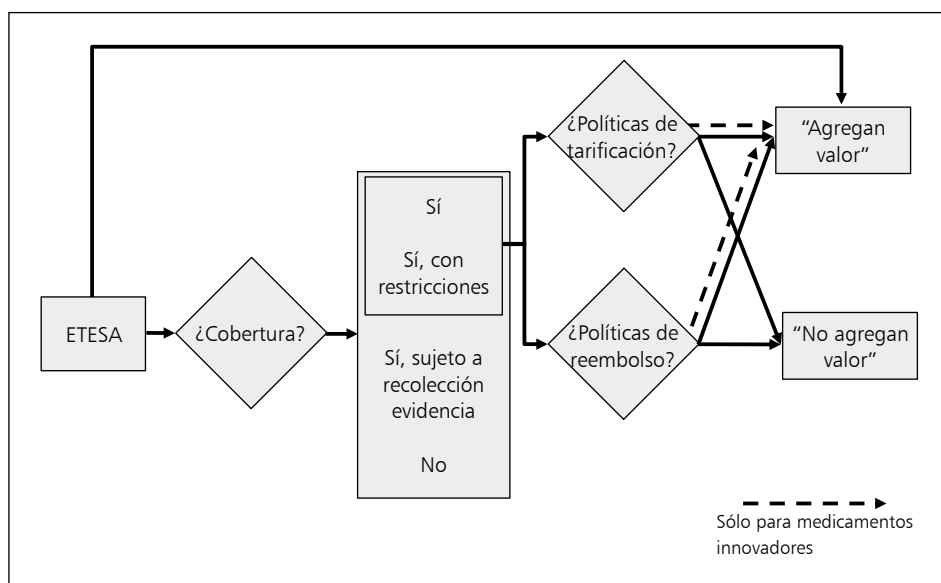 ETESA
¿Cobertura?
Sí
Sí, con
restricciones
Sí, sujeto a
recolección
evidencia
No
¿Políticas de
tarificación?
¿Políticas de
reembolso?
“Agregan
valor”
“No agregan
valor”
Sólo para medicamentos
innovadores